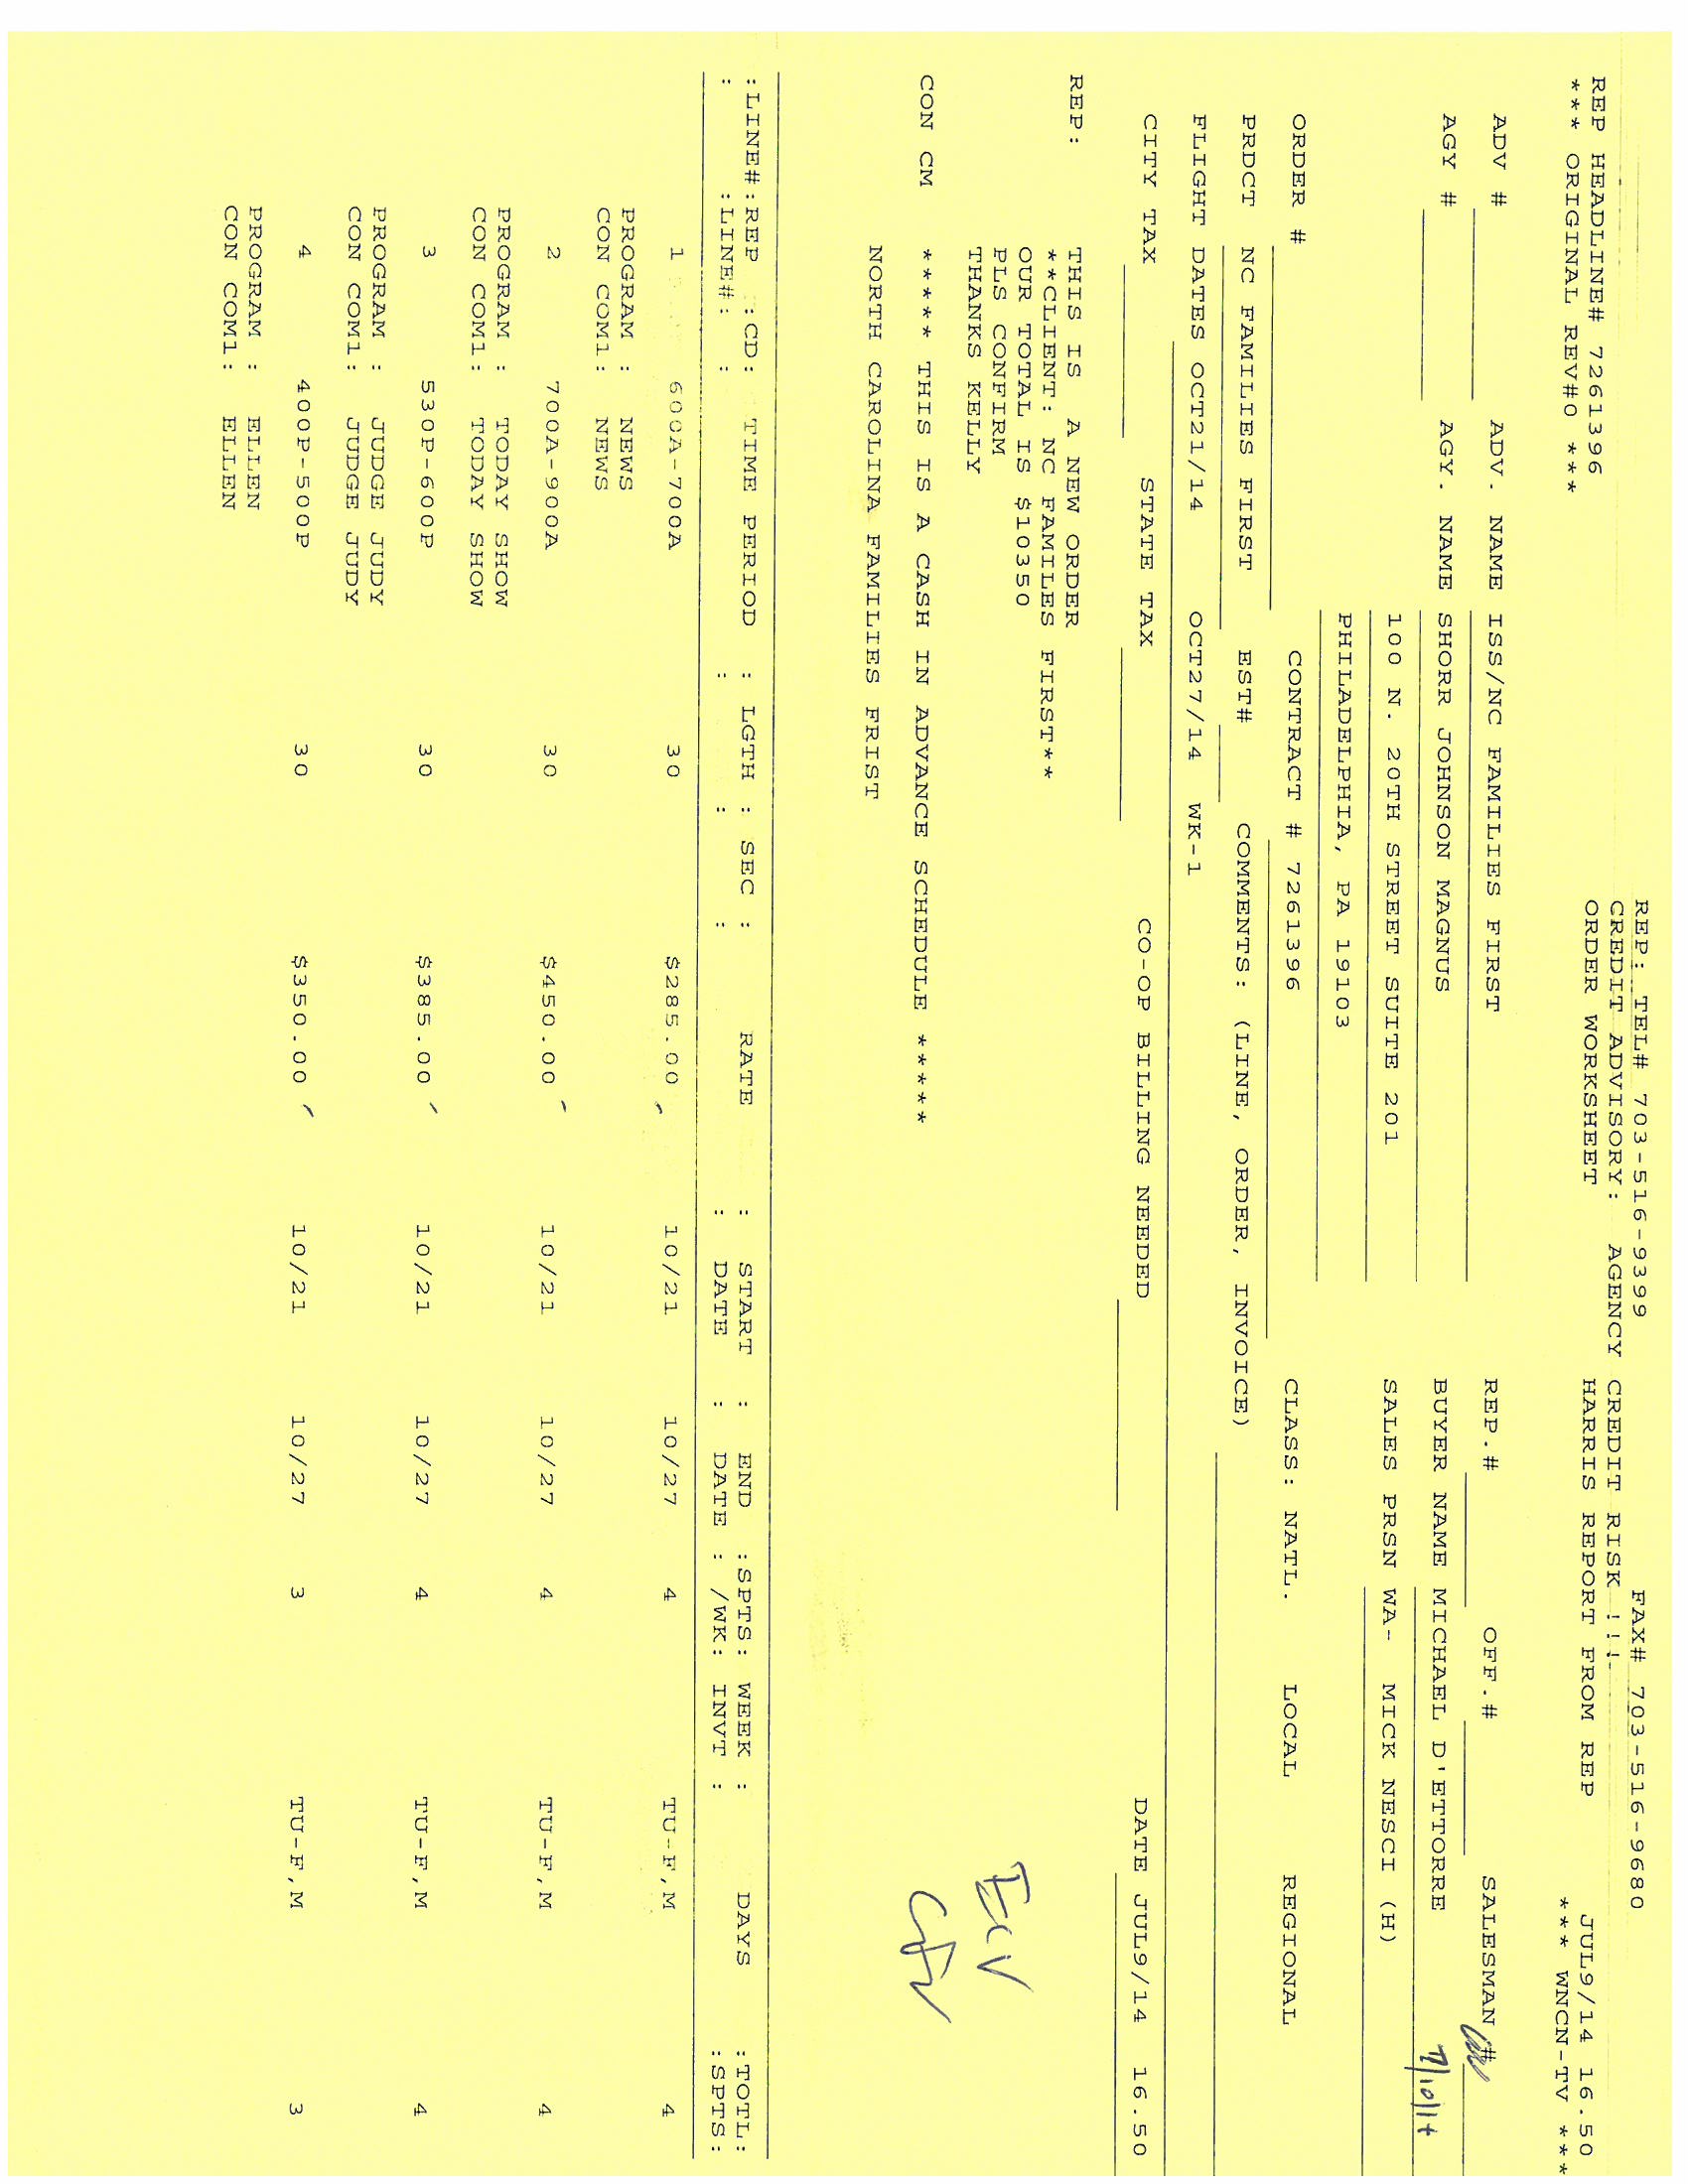 REP: TEL# 703-516-9399 FAX# 703-516-9680
CREDIT ADVISORY: AGENCY CREDIT RISK !!!
REP HEADLINE# 7261396 ORDER WORKSHEET HARRIS REPORT FROM REP JUL9/14 16.50
*** ORIGINAL REV#0 *** *** WNCN-TV ***
ADV # ADV. NAME ISS/NC FAMILIES FIRST REP.# OFF.# SALESMAN #
AGY # AGY. NAME SHORR JOHNSON MAGNUS BUYER NAME MICHAEL D'ETTORRE 7/10/14
100 N. 20TH STREET SUITE 201 SALES PRSN WA- MICK NESCI (H)
PHILADELPHIA, PA 19103
ORDER # CONTRACT # 7261396 CLASS: NATL. LOCAL REGIONAL
PRDCT NC FAMILIES FIRST EST# COMMENTS: (LINE, ORDER, INVOICE)
FLIGHT DATES OCT21/14 OCT27/14 WK-1
CITY TAX STATE TAX CO-OP BILLING NEEDED DATE JUL9/14 16.50
REP: THIS IS A NEW ORDER
**CLIENT: NC FAMILES FIRST**
OUR TOTAL IS $10350
PLS CONFIRM
THANKS KELLY
CON CM ***** THIS IS A CASH IN ADVANCE SCHEDULE *****
NORTH CAROLINA FAMILIES FRIST
:LINE#:REP :CD: TIME PERIOD : LGTH : SEC : RATE : START : END :SPTS: WEEK : DAYS :TOTL:
: :LINE#: : : : : : DATE : DATE : /WK: INVT : :SPTS:
1 600A-700A 30 $285.00 10/21 10/27 4 TU-F,M 4
PROGRAM : NEWS
CON COM1: NEWS
2 700A-900A 30 $450.00 10/21 10/27 4 TU-F,M 4
PROGRAM : TODAY SHOW
CON COM1: TODAY SHOW
3 530P-600P 30 $385.00 10/21 10/27 4 TU-F,M 4
PROGRAM : JUDGE JUDY
CON COM1: JUDGE JUDY
4 400P-500P 30 $350.00 10/21 10/27 3 TU-F,M 3
PROGRAM : ELLEN
CON COM1: ELLEN